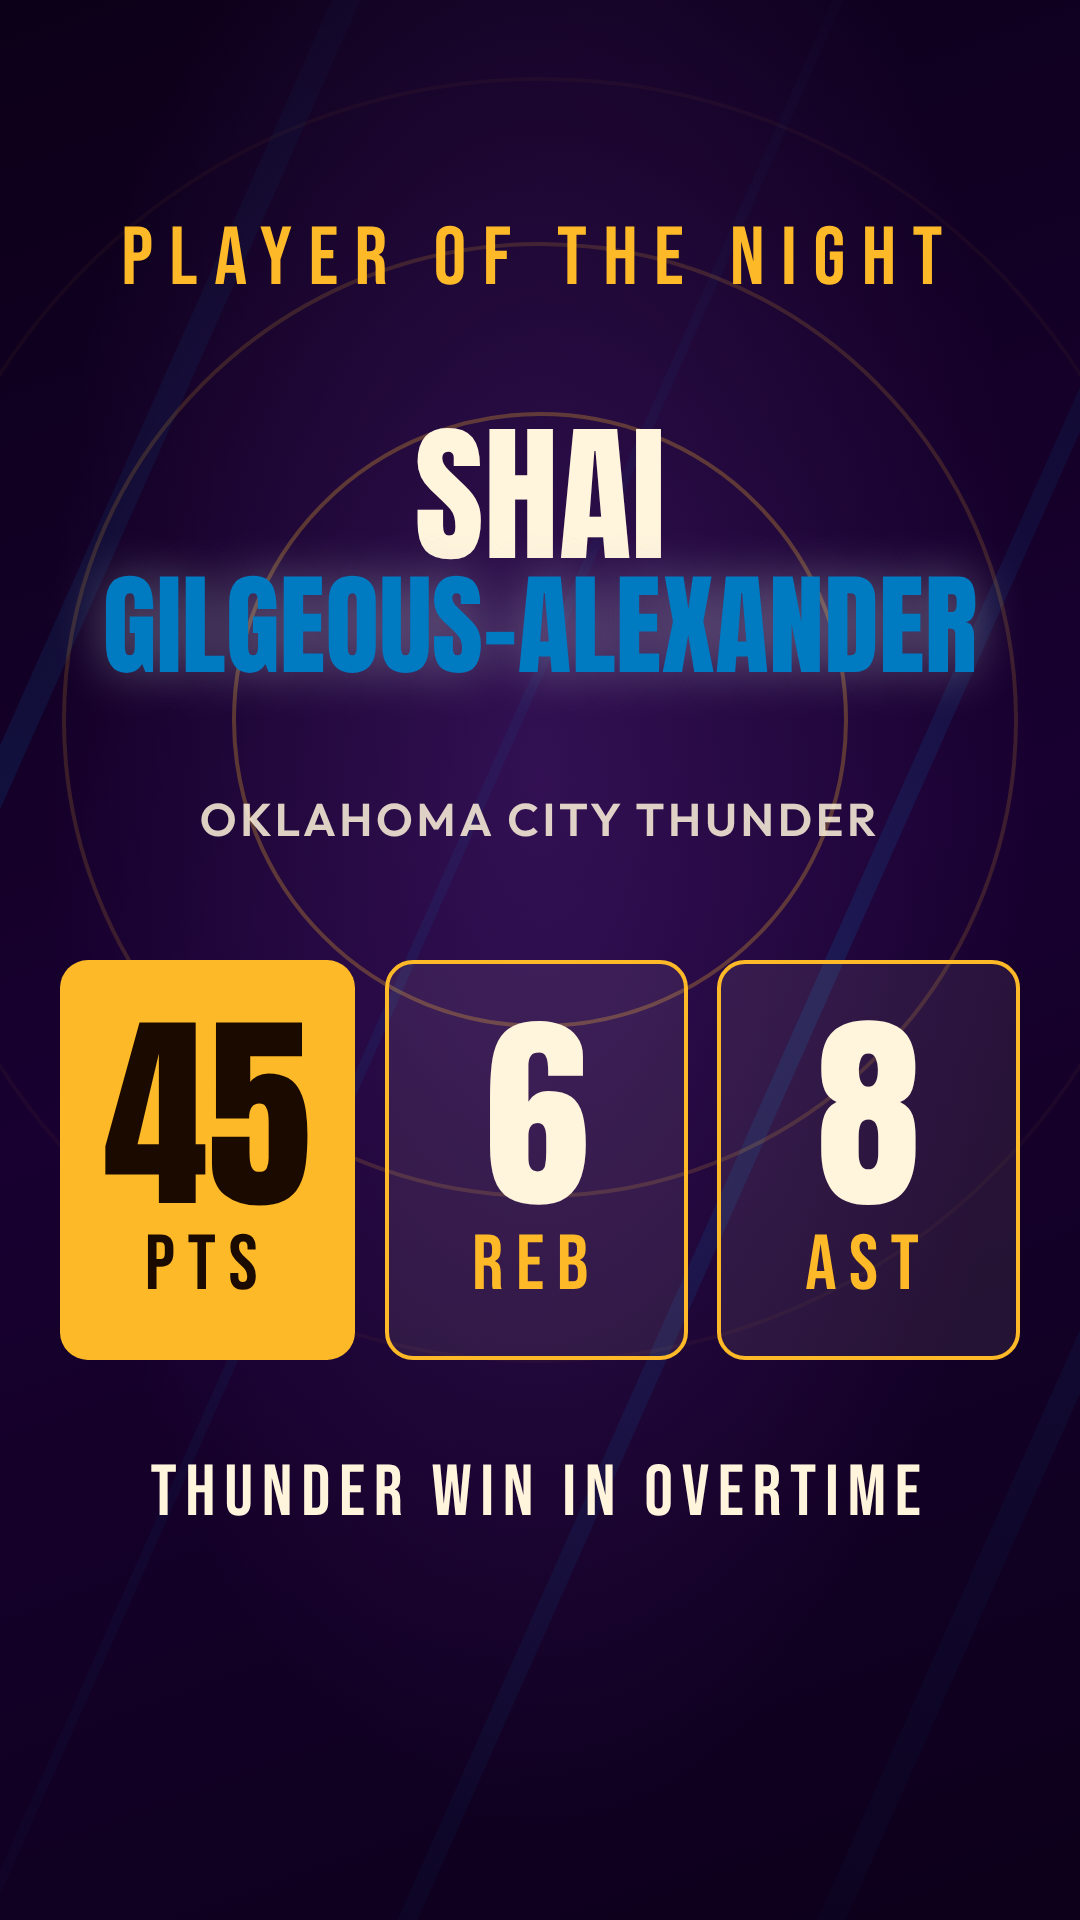 PLAYER OF THE NIGHT
SHAI
GILGEOUS-ALEXANDER
OKLAHOMA CITY THUNDER
45
PTS
6
REB
8
AST
THUNDER WIN IN OVERTIME